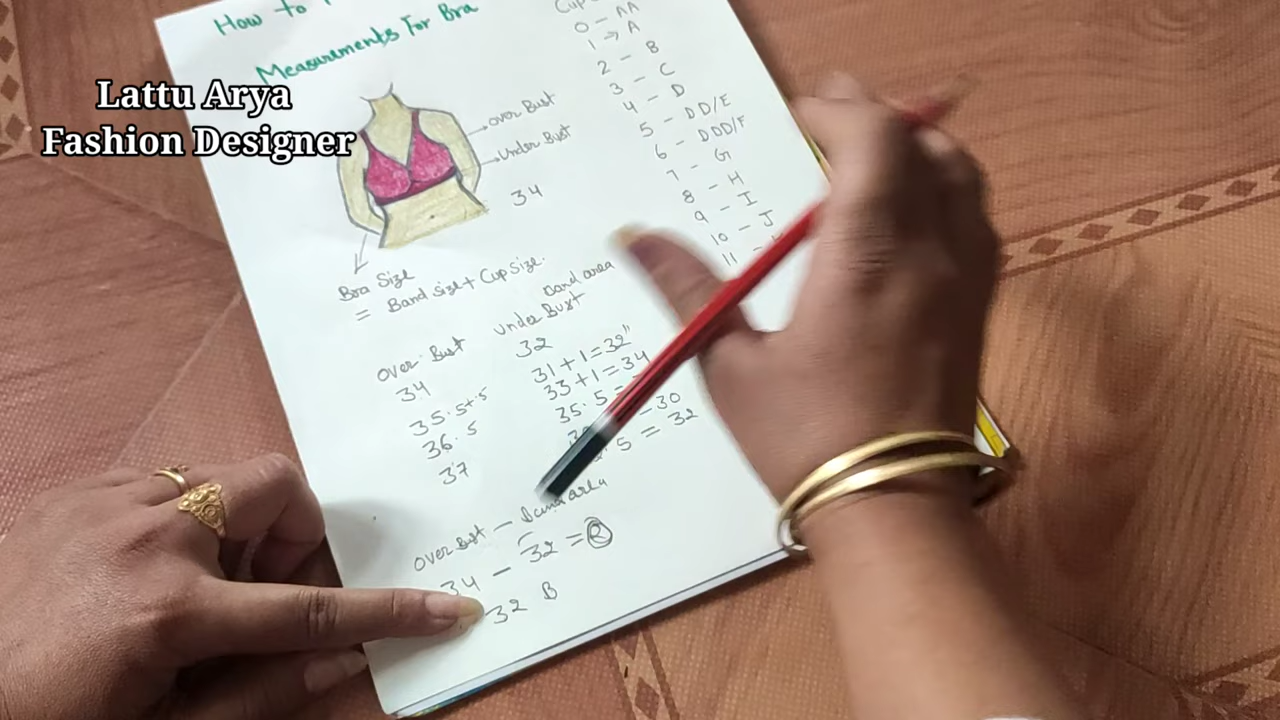 How to
Measurements For Bra
Lattu Arya
Fashion Designer
over Bust
Under Bust
34
Bra Size
= Band size + Cup Size.
Cup
0 - AA
1 → A
2 - B
3 - C
4 - D
5 - DD/E
6 - DDD/F
7 - G
8 - H
9 - I
10 - J
11 -
over Bust
34
35.5+.5
36.5
37
Band area
Under Bust
32
31+1=32"
33+1=34
35.5=
-30
5 = 32
over Bust - Band area
34 - 32 = 2
32 B